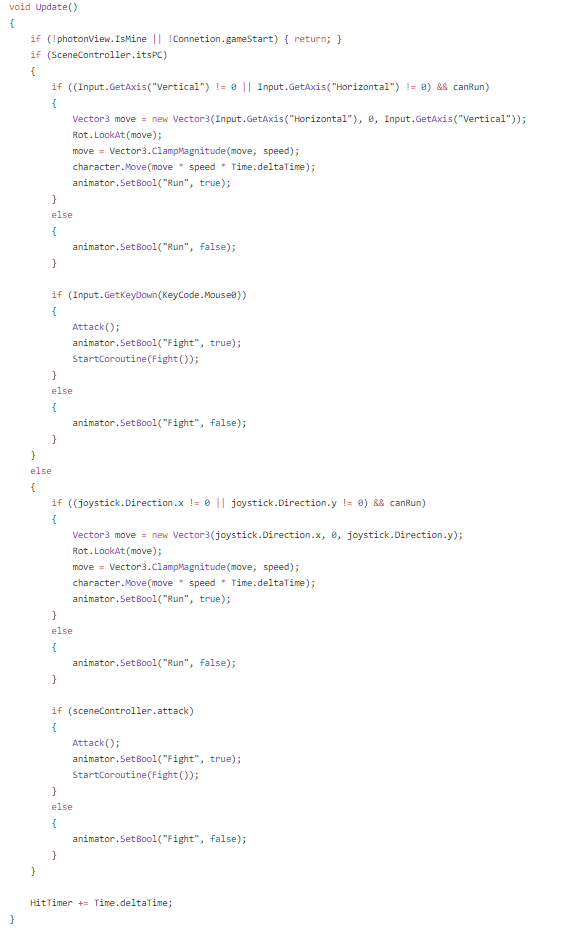 void Update()
{
    if (!photonView.IsMine || !Connetion.gameStart) { return; }
    if (SceneController.itsPC)
    {
        if ((Input.GetAxis("Vertical") != 0 || Input.GetAxis("Horizontal") != 0) && canRun)
        {
            Vector3 move = new Vector3(Input.GetAxis("Horizontal"), 0, Input.GetAxis("Vertical"));
            Rot.LookAt(move);
            move = Vector3.ClampMagnitude(move, speed);
            character.Move(move * speed * Time.deltaTime);
            animator.SetBool("Run", true);
        }
        else
        {
            animator.SetBool("Run", false);
        }

        if (Input.GetKeyDown(KeyCode.Mouse0))
        {
            Attack();
            animator.SetBool("Fight", true);
            StartCoroutine(Fight());
        }
        else
        {
            animator.SetBool("Fight", false);
        }
    }
    else
    {
        if ((joystick.Direction.x != 0 || joystick.Direction.y != 0) && canRun)
        {
            Vector3 move = new Vector3(joystick.Direction.x, 0, joystick.Direction.y);
            Rot.LookAt(move);
            move = Vector3.ClampMagnitude(move, speed);
            character.Move(move * speed * Time.deltaTime);
            animator.SetBool("Run", true);
        }
        else
        {
            animator.SetBool("Run", false);
        }

        if (sceneController.attack)
        {
            Attack();
            animator.SetBool("Fight", true);
            StartCoroutine(Fight());
        }
        else
        {
            animator.SetBool("Fight", false);
        }
    }

    HitTimer += Time.deltaTime;
}